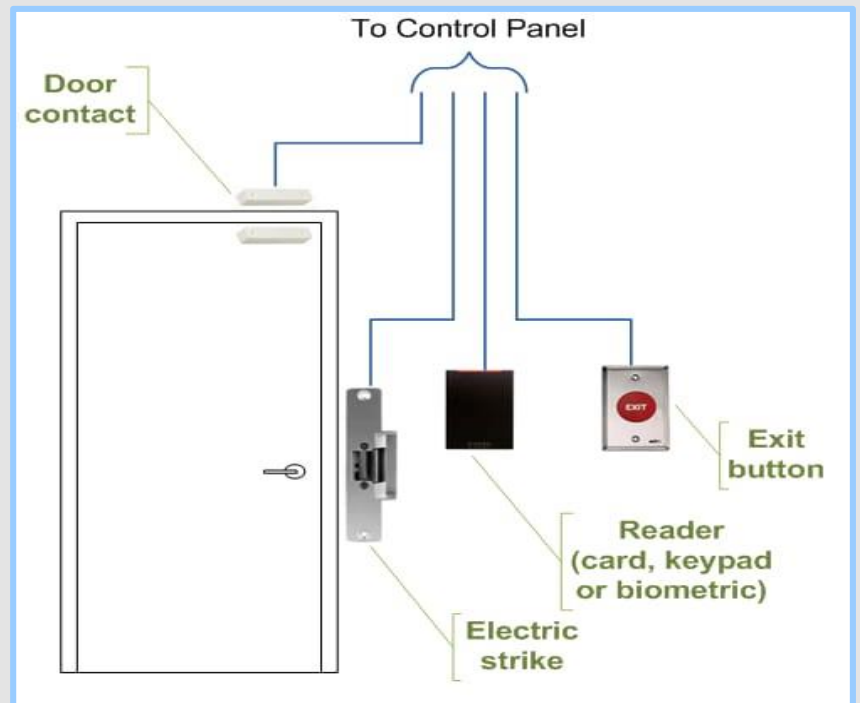 To Control Panel
Door
contact
EXIT
Exit
button
Reader
(card, keypad
or biometric)
Electric
strike